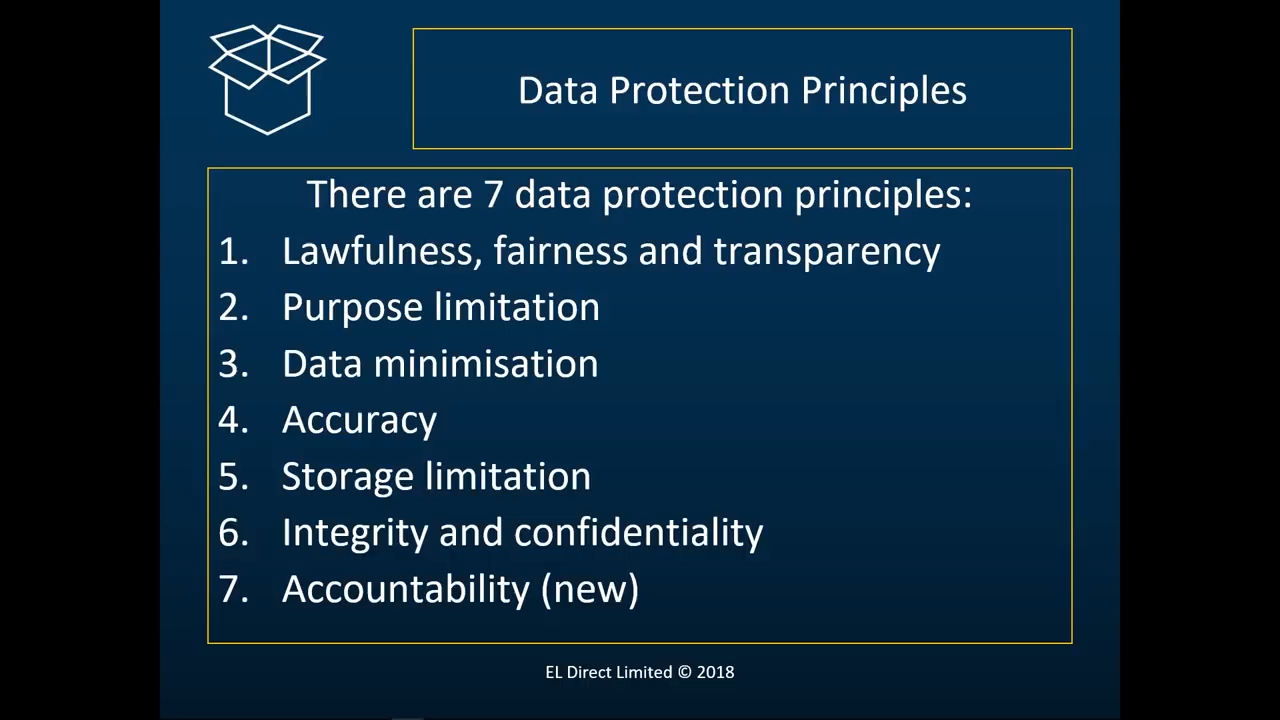 Data Protection Principles
There are 7 data protection principles:
1. Lawfulness, fairness and transparency
2. Purpose limitation
3. Data minimisation
4. Accuracy
5. Storage limitation
6. Integrity and confidentiality
7. Accountability (new)
EL Direct Limited © 2018